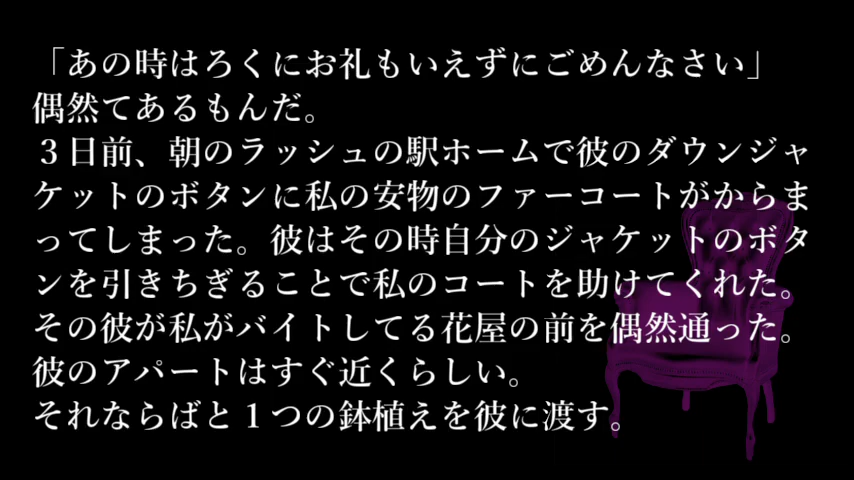 「あの時はろくにお礼もいえずにごめんなさい」
偶然てあるもんだ。
３日前、朝のラッシュの駅ホームで彼のダウンジャ
ケットのボタンに私の安物のファーコートがからま
ってしまった。彼はその時自分のジャケットのボタ
ンを引きちぎることで私のコートを助けてくれた。
その彼が私がバイトしてる花屋の前を偶然通った。
彼のアパートはすぐ近くらしい。
それならばと１つの鉢植えを彼に渡す。